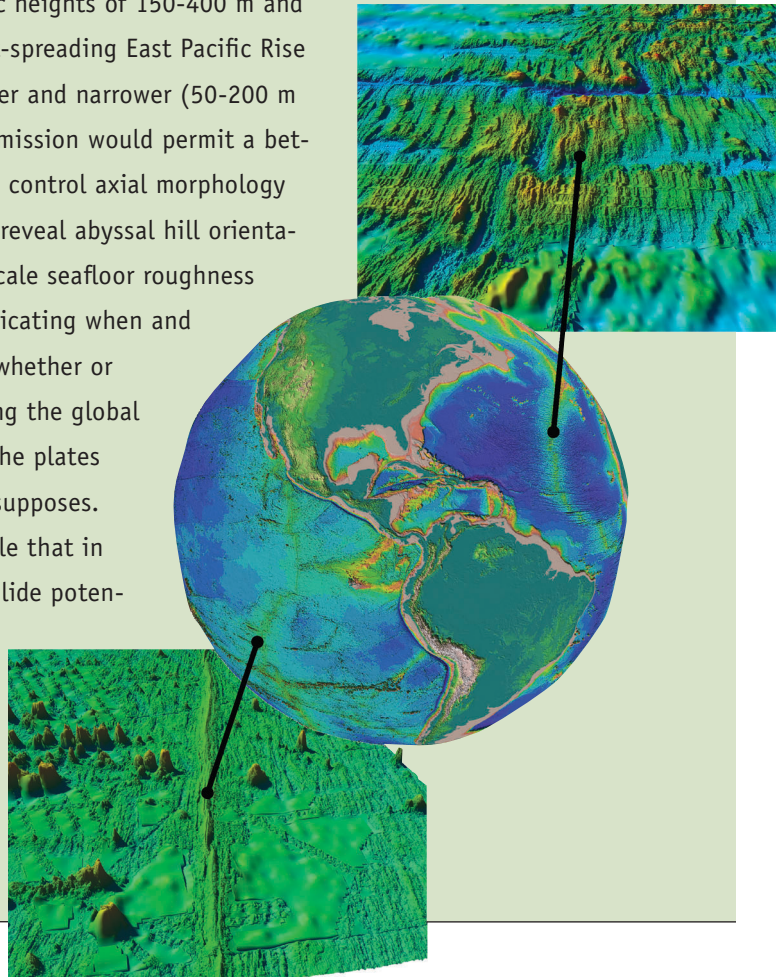 c heights of 150-400 m and
-spreading East Pacific Rise
er and narrower (50-200 m
mission would permit a bet-
control axial morphology
reveal abyssal hill orienta-
cale seafloor roughness
icating when and
whether or
ng the global
he plates
supposes.
le that in
lide poten-